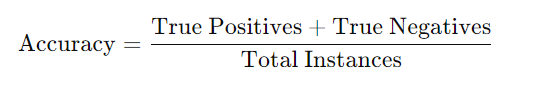 Accuracy = True Positives + True Negatives
Total Instances